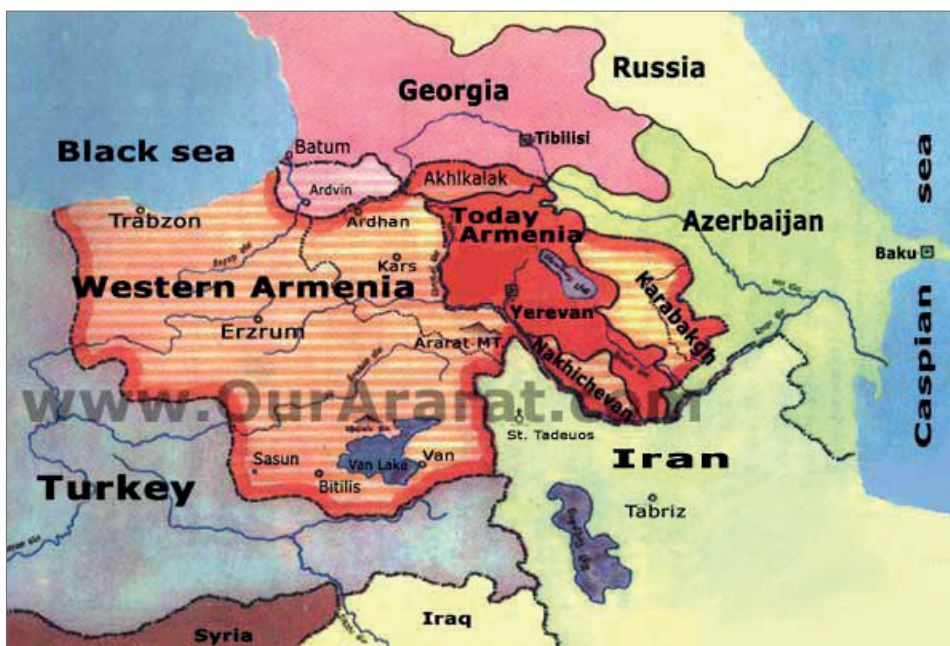 Russia
Georgia
Black sea
Tibilisi
Batum
Akhlkalak
Ardvin
Trabzon
Ardhan
Today
Armenia
Azerbaijan
Caspian sea
Baku
Kars
Western Armenia
Karabakgh
Yerevan
Erzrum
Ararat MT.
Nakhichevan
www.OurArarat.com
St. Tadeuos
Iran
Sasun
Van Lake
Van
Bitilis
Turkey
Tabriz
Iraq
Syria